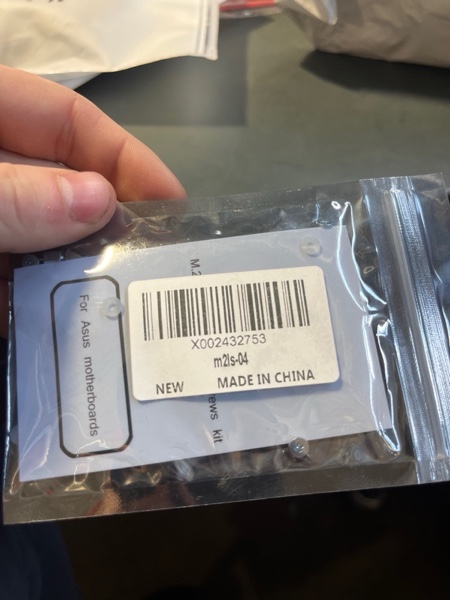 For Asus motherboards
M.2
ews kit
X002432753
m2ls-04
NEW MADE IN CHINA